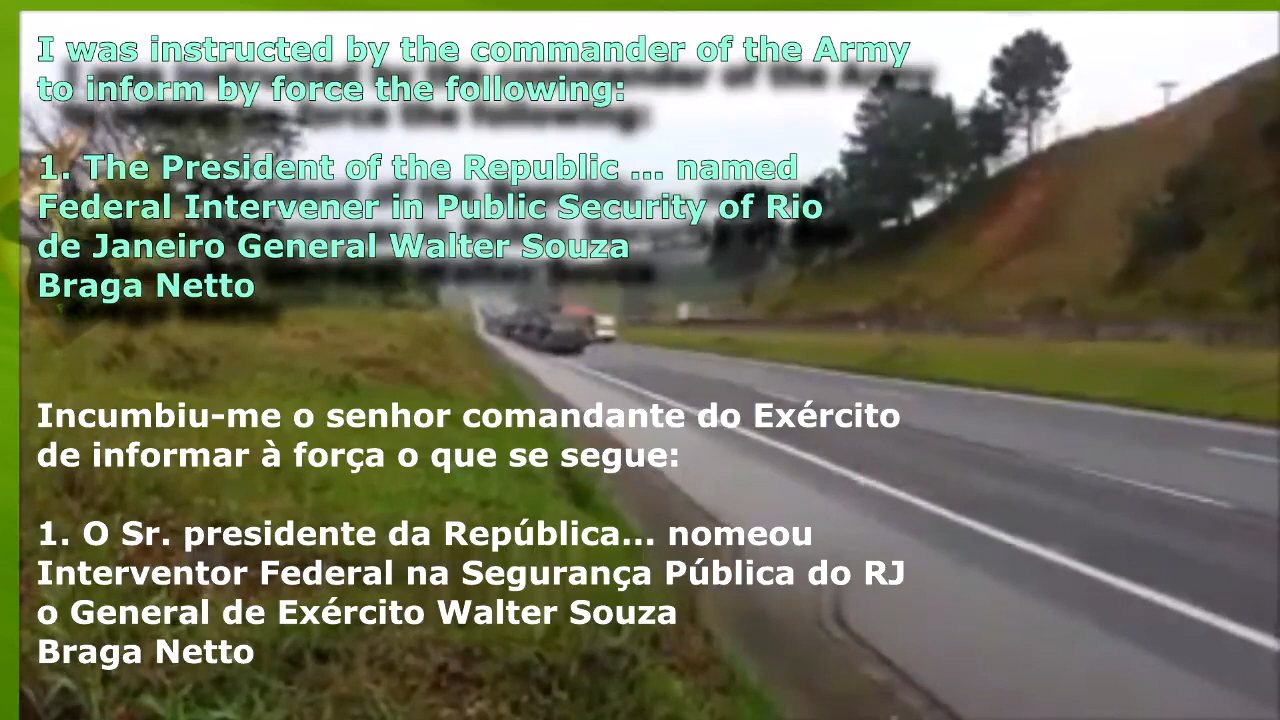 I was instructed by the commander of the Army
to inform by force the following:
1. The President of the Republic ... named
Federal Intervener in Public Security of Rio
de Janeiro General Walter Souza
Braga Netto
Incumbiu-me o senhor comandante do Exército
de informar à força o que se segue:
1. O Sr. presidente da República... nomeou
Interventor Federal na Segurança Pública do RJ
o General de Exército Walter Souza
Braga Netto